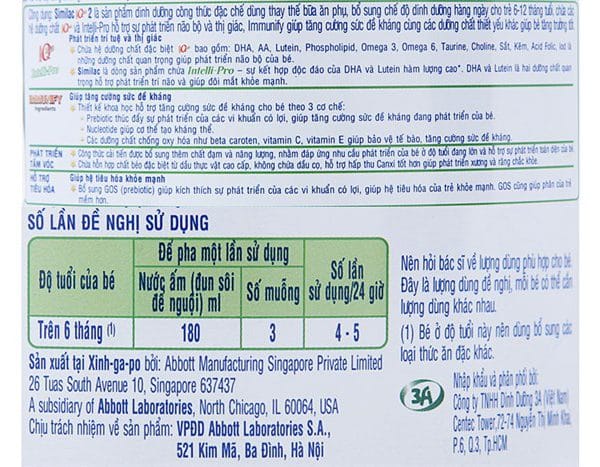 Công dụng: Similac IQ 2 là sản phẩm dinh dưỡng công thức đặc chế dùng thay thế bữa ăn phụ, bổ sung chế độ dinh dưỡng hàng ngày cho trẻ 6-12 tháng tuổi, chứa các
hệ dưỡng chất IQ và Intelli-Pro hỗ trợ sự phát triển não bộ và thị giác, Immunify giúp tăng cường sức đề kháng cùng các dưỡng chất thiết yếu khác giúp bé tăng trưởng tốt.
Phát triển trí tuệ và thị giác
IQ
Intelli-Pro
Chứa hệ dưỡng chất đặc biệt IQ bao gồm: DHA, AA, Lutein, Phospholipid, Omega 3, Omega 6, Taurine, Choline, Sắt, Kẽm, Acid Folic, Iod là
những dưỡng chất quan trọng giúp phát triển não bộ của bé.
Similac là dòng sản phẩm chứa Intelli-Pro – sự kết hợp độc đáo của DHA và Lutein hàm lượng cao*. DHA và Lutein là hai dưỡng chất quan
trọng hỗ trợ phát triển trí não và giúp đôi mắt khỏe mạnh.
IMMUNIFY
Ingredients
Giúp tăng cường sức đề kháng
Thiết kế khoa học hỗ trợ tăng cường sức đề kháng cho bé theo 3 cơ chế:
- Prebiotic thúc đẩy sự phát triển của các vi khuẩn có lợi, giúp tăng cường sức đề kháng đang phát triển của bé.
- Nucleotide giúp cơ thể tạo kháng thể.
- Các dưỡng chất chống oxy hóa như beta caroten, vitamin C, vitamin E giúp bảo vệ tế bào, tăng cường sức đề kháng.
PHÁT TRIỂN
TẦM VÓC
Công thức cải tiến được bổ sung thêm chất đạm và năng lượng, nhằm đáp ứng nhu cầu phát triển của bé ở độ tuổi đang lớn và hỗ trợ sự phát triển toàn diện của bé.
Chứa hỗn hợp chất béo đặc biệt từ dầu thực vật cao cấp, không chứa dầu cọ, hỗ trợ hấp thu Canxi tốt hơn giúp phát triển xương và răng chắc khỏe.
HỖ TRỢ
TIÊU HÓA
Giúp hệ tiêu hóa khỏe mạnh
Bổ sung GOS (prebiotic) giúp kích thích sự phát triển của các vi khuẩn có lợi, giúp hệ tiêu hóa của trẻ khỏe mạnh. GOS cũng giúp phân của trẻ
mềm hơn.
SỐ LẦN ĐỀ NGHỊ SỬ DỤNG
Độ tuổi của bé
Để pha một lần sử dụng
Nước ấm (đun sôi
để nguội) ml
Số muỗng
Số lần
sử dụng/24 giờ
Trên 6 tháng (1)
180
3
4 - 5
Nên hỏi bác sĩ về lượng dùng phù hợp cho bé.
Đây là lượng dùng đề nghị, mỗi bé có thể cần
lượng dùng khác nhau.
(1) Bé ở độ tuổi này nên dùng bổ sung các
loại thức ăn đặc khác.
Sản xuất tại Xinh-ga-po bởi: Abbott Manufacturing Singapore Private Limited
26 Tuas South Avenue 10, Singapore 637437
A subsidiary of Abbott Laboratories, North Chicago, IL 60064, USA
Chịu trách nhiệm về sản phẩm: VPĐD Abbott Laboratories S.A.,
521 Kim Mã, Ba Đình, Hà Nội
3A
Nhập khẩu và phân phối bởi:
Công ty TNHH Dinh Dưỡng 3A (Việt Nam)
Centec Tower,72-74 Nguyễn Thị Minh Khai,
P.6, Q.3, Tp.HCM